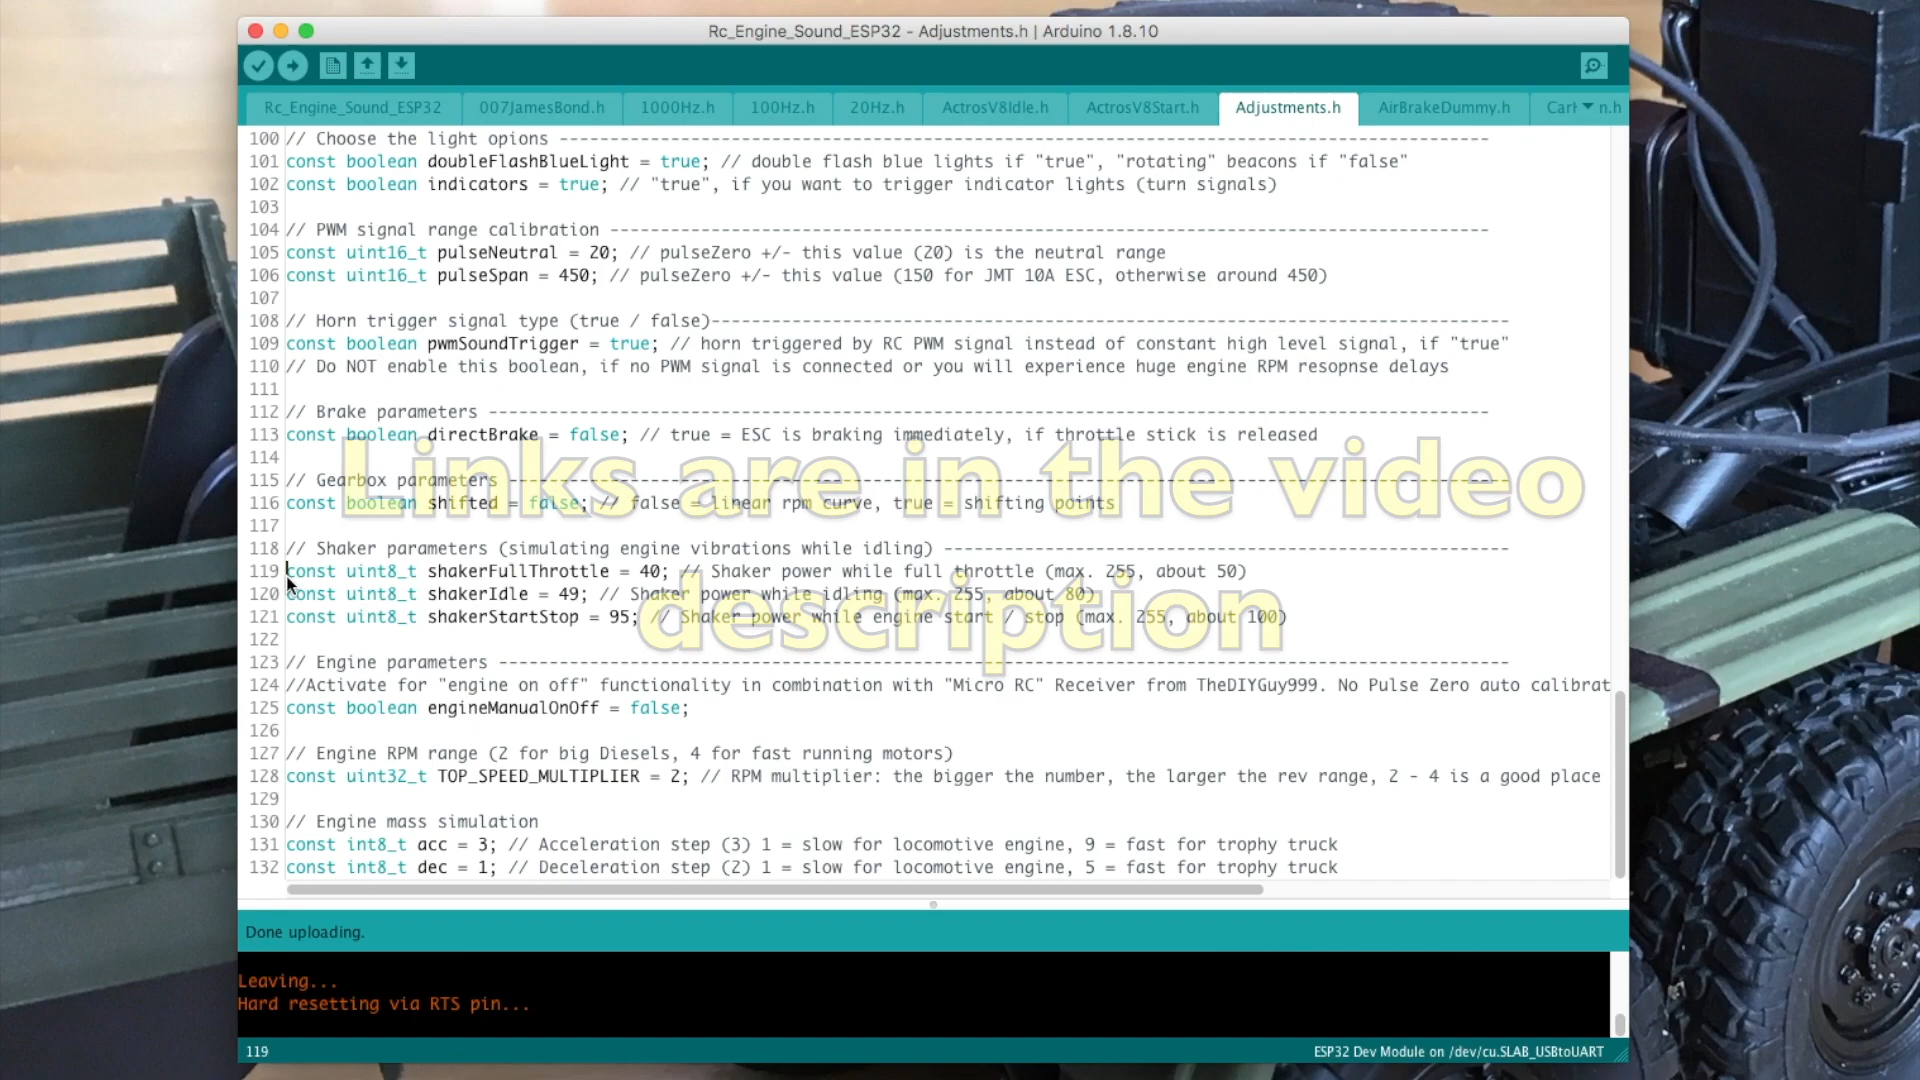 Rc_Engine_Sound_ESP32 - Adjustments.h | Arduino 1.8.10
Rc_Engine_Sound_ESP32 007JamesBond.h 1000Hz.h 100Hz.h 20Hz.h ActrosV8Idle.h ActrosV8Start.h Adjustments.h AirBrakeDummy.h n.h
100 // Choose the light opions --------------------------------------------------------------------------------------------
101 const boolean doubleFlashBlueLight = true; // double flash blue lights if "true", "rotating" beacons if "false"
102 const boolean indicators = true; // "true", if you want to trigger indicator lights (turn signals)
103
104 // PWM signal range calibration ---------------------------------------------------------------------------------------
105 const uint16_t pulseNeutral = 20; // pulseZero +/- this value (20) is the neutral range
106 const uint16_t pulseSpan = 450; // pulseZero +/- this value (150 for JMT 10A ESC, otherwise around 450)
107
108 // Horn trigger signal type (true / false)-------------------------------------------------------------------------------
109 const boolean pwmSoundTrigger = true; // horn triggered by RC PWM signal instead of constant high level signal, if "true"
110 // Do NOT enable this boolean, if no PWM signal is connected or you will experience huge engine RPM resopnse delays
111
112 // Brake parameters ---------------------------------------------------------------------------------------------------
113 const boolean directBrake = false; // true = ESC is braking immediately, if throttle stick is released
114
115 // Gearbox parameters -------------------------------------------------------------------------------------------------
116 const boolean shifted = false; // false = linear rpm curve, true = shifting points
117
118 // Shaker parameters (simulating engine vibrations while idling) --------------------------------------------------------
119 const uint8_t shakerFullThrottle = 40; // Shaker power while full throttle (max. 255, about 50)
120 const uint8_t shakerIdle = 49; // Shaker power while idling (max. 255, about 80)
121 const uint8_t shakerStartStop = 95; // Shaker power while engine start / stop (max. 255, about 100)
122
123 // Engine parameters ----------------------------------------------------------------------------------------------------
124 //Activate for "engine on off" functionality in combination with "Micro RC" Receiver from TheDIYGuy999. No Pulse Zero auto calibrat
125 const boolean engineManualOnOff = false;
126
127 // Engine RPM range (2 for big Diesels, 4 for fast running motors)
128 const uint32_t TOP_SPEED_MULTIPLIER = 2; // RPM multiplier: the bigger the number, the larger the rev range, 2 - 4 is a good place
129
130 // Engine mass simulation
131 const int8_t acc = 3; // Acceleration step (3) 1 = slow for locomotive engine, 9 = fast for trophy truck
132 const int8_t dec = 1; // Deceleration step (2) 1 = slow for locomotive engine, 5 = fast for trophy truck
Links are in the video
description
Done uploading.
Leaving...
Hard resetting via RTS pin...
119 ESP32 Dev Module on /dev/cu.SLAB_USBtoUART